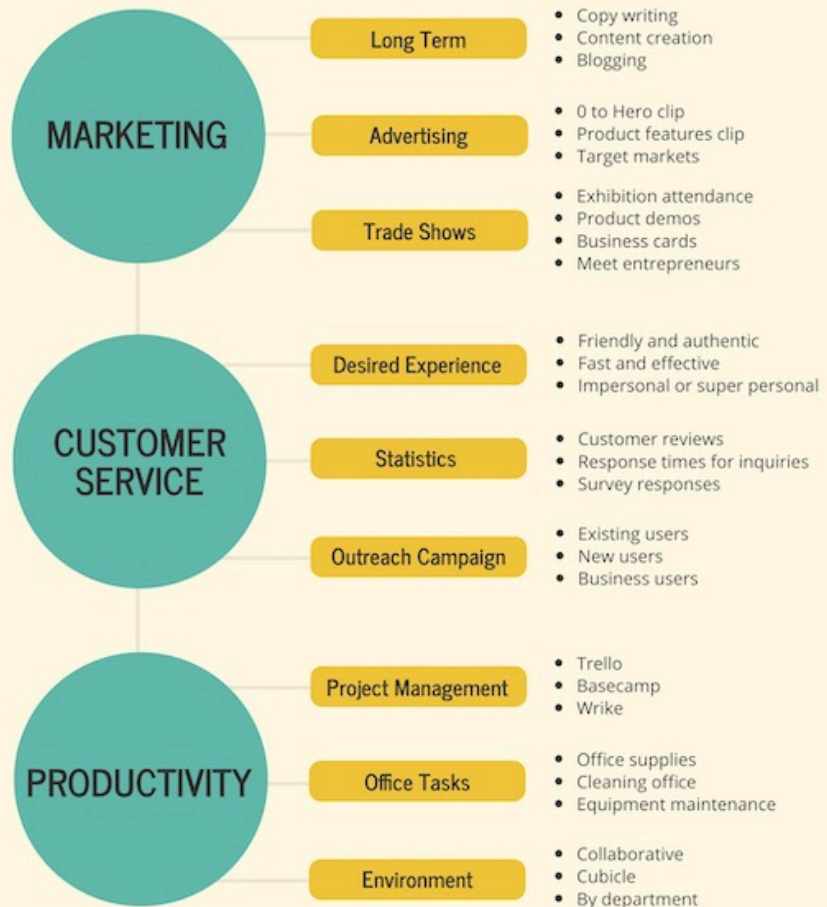 MARKETING
Long Term
• Copy writing
• Content creation
• Blogging
Advertising
• 0 to Hero clip
• Product features clip
• Target markets
Trade Shows
• Exhibition attendance
• Product demos
• Business cards
• Meet entrepreneurs
CUSTOMER
SERVICE
Desired Experience
• Friendly and authentic
• Fast and effective
• Impersonal or super personal
Statistics
• Customer reviews
• Response times for inquiries
• Survey responses
Outreach Campaign
• Existing users
• New users
• Business users
PRODUCTIVITY
Project Management
• Trello
• Basecamp
• Wrike
Office Tasks
• Office supplies
• Cleaning office
• Equipment maintenance
Environment
• Collaborative
• Cubicle
• By department